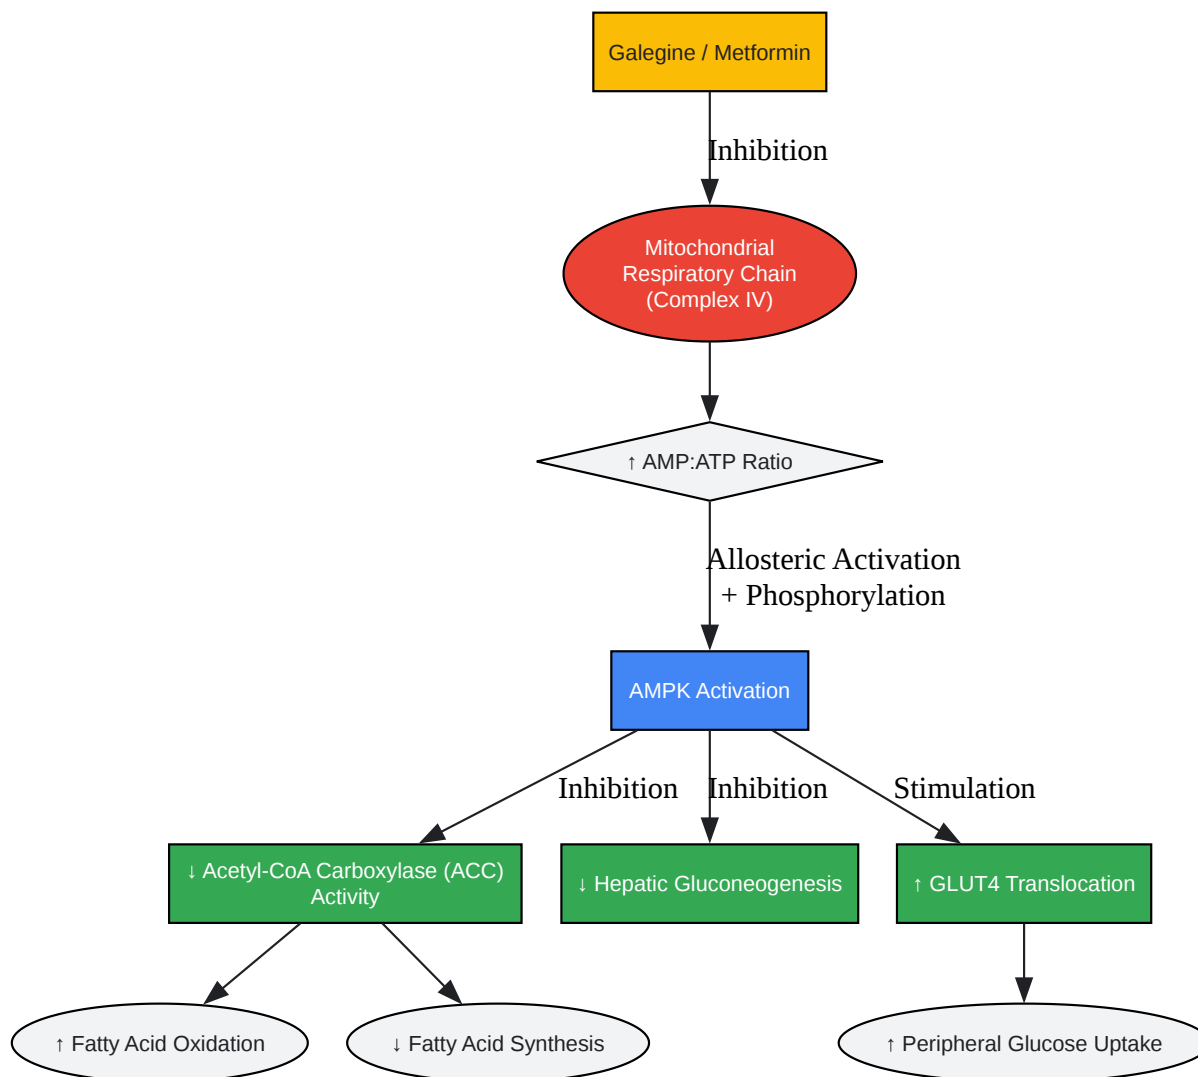 Galegine / Metformin
Inhibition
Mitochondrial
Respiratory Chain
(Complex IV)
↑ AMP:ATP Ratio
Allosteric Activation
+ Phosphorylation
AMPK Activation
Inhibition
Inhibition
Stimulation
↓ Acetyl-CoA Carboxylase (ACC)
Activity
↓ Hepatic Gluconeogenesis
↑ GLUT4 Translocation
↑ Fatty Acid Oxidation
↓ Fatty Acid Synthesis
↑ Peripheral Glucose Uptake